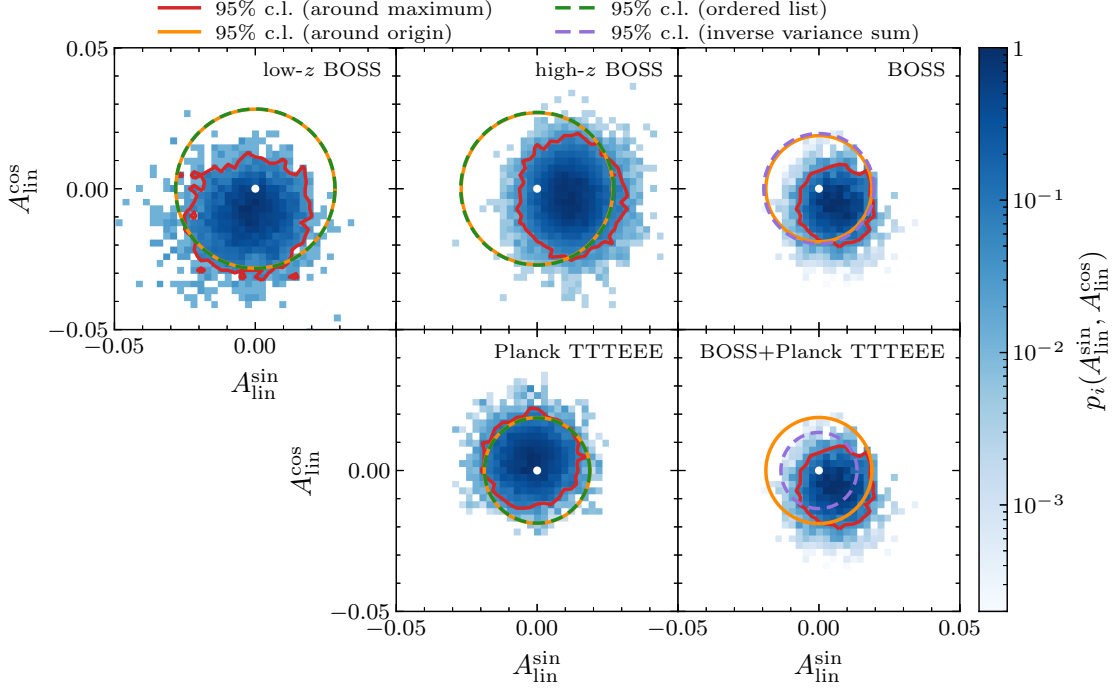 95% c.l. (around maximum)
95% c.l. (around origin)
95% c.l. (ordered list)
95% c.l. (inverse variance sum)
low-z BOSS
high-z BOSS
BOSS
0.05
0.00
−0.05
A_lin^cos
−0.05
0.00
A_lin^sin
Planck TTTEEE
BOSS+Planck TTTEEE
0.00
−0.05
A_lin^cos
−0.05
0.00
−0.05
0.00
0.05
A_lin^sin
A_lin^sin
1
10^−1
10^−2
10^−3
p_i(A_lin^sin, A_lin^cos)